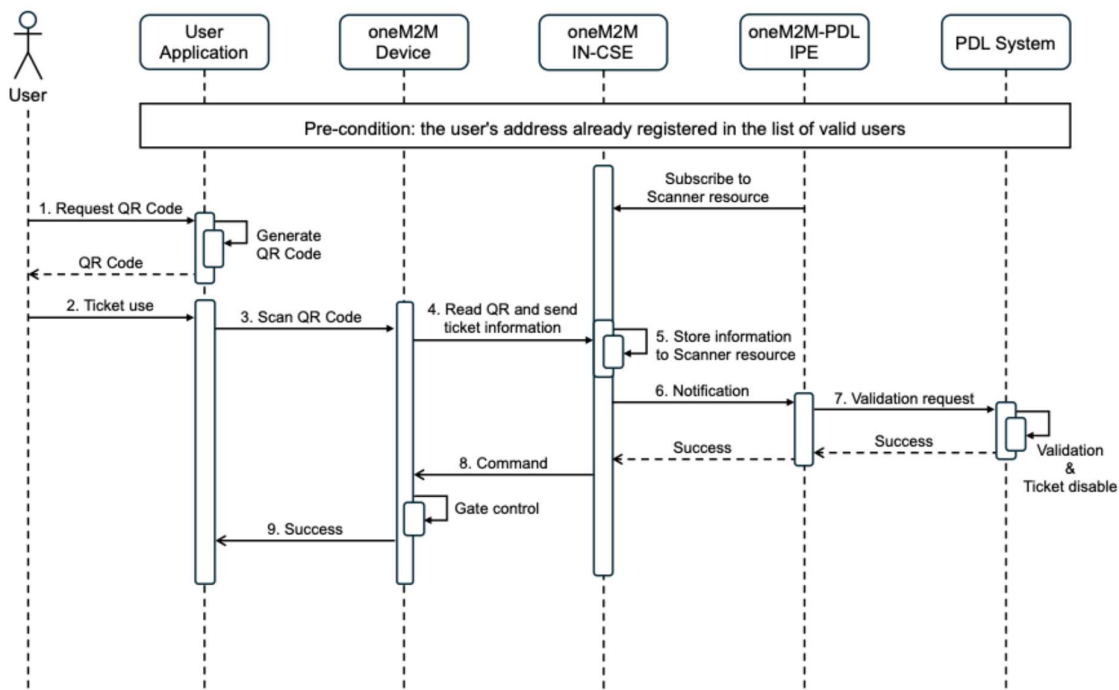 User
Application
oneM2M
Device
oneM2M
IN-CSE
oneM2M-PDL
IPE
PDL System
User
Pre-condition: the user's address already registered in the list of valid users
Subscribe to
Scanner resource
1. Request QR Code
Generate
QR Code
QR Code
2. Ticket use
3. Scan QR Code
4. Read QR and send
ticket information
5. Store information
to Scanner resource
6. Notification
7. Validation request
Success
Success
Validation
&
Ticket disable
8. Command
Gate control
9. Success